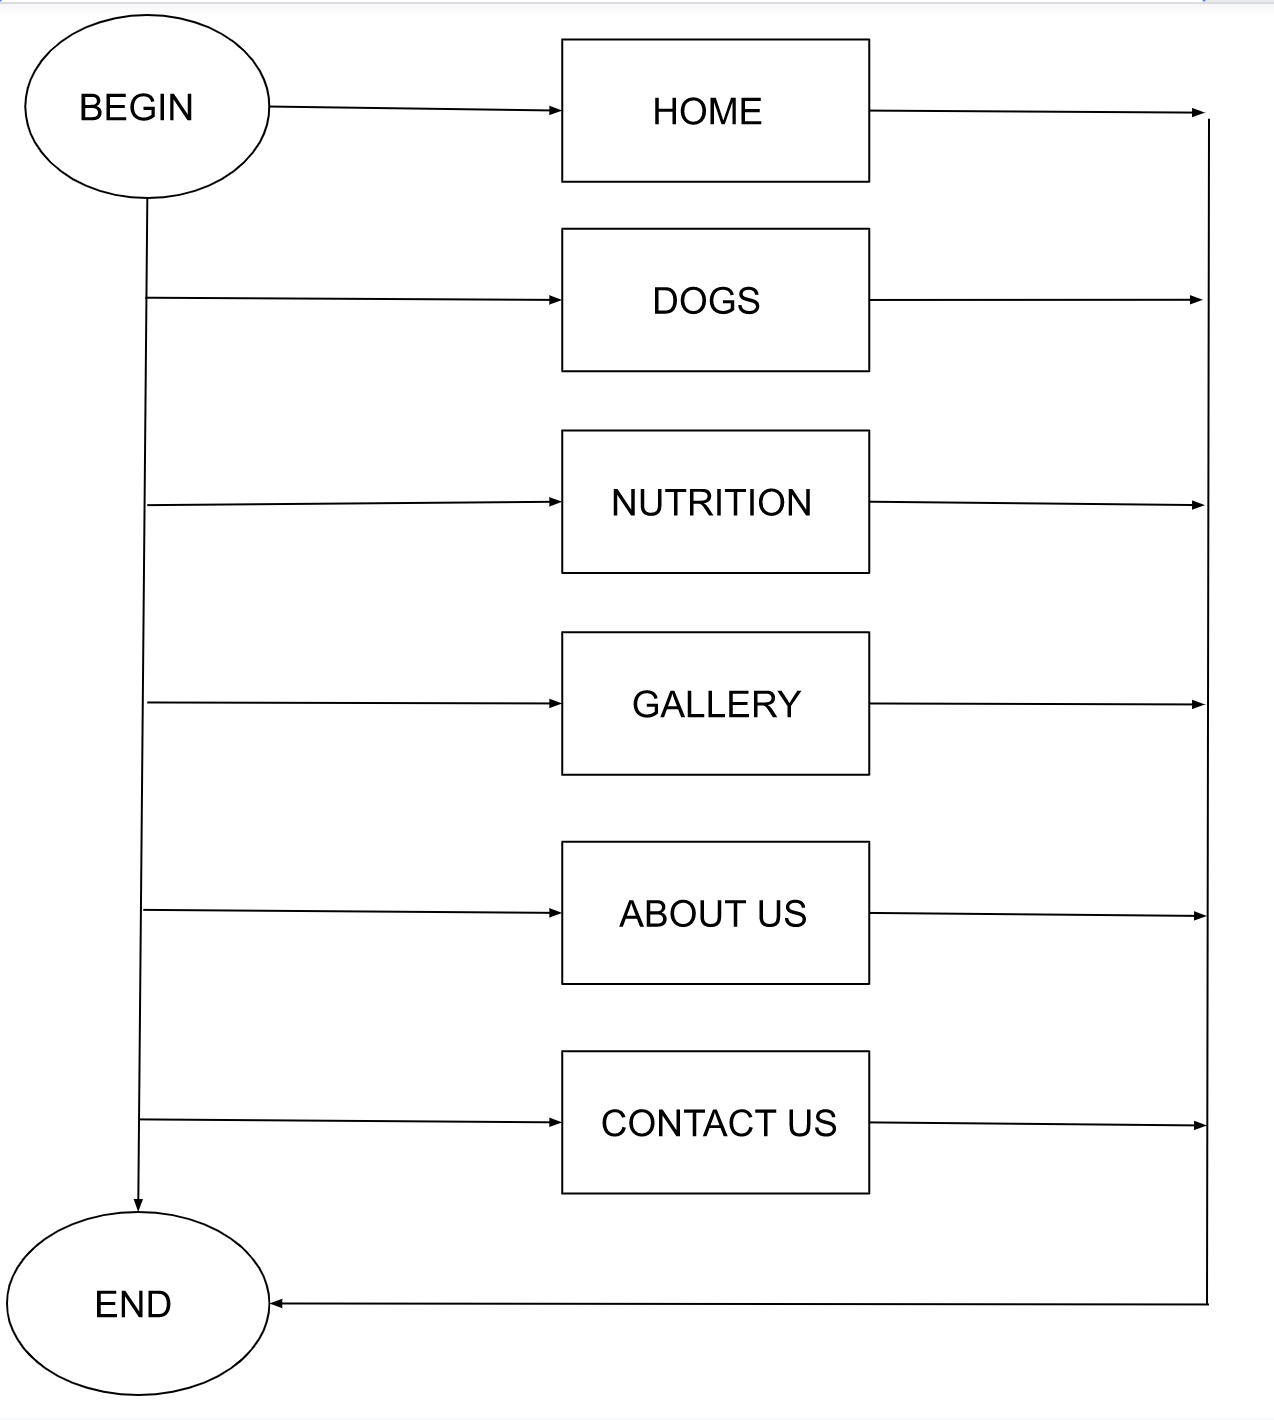 BEGIN
HOME
DOGS
NUTRITION
GALLERY
ABOUT US
CONTACT US
END